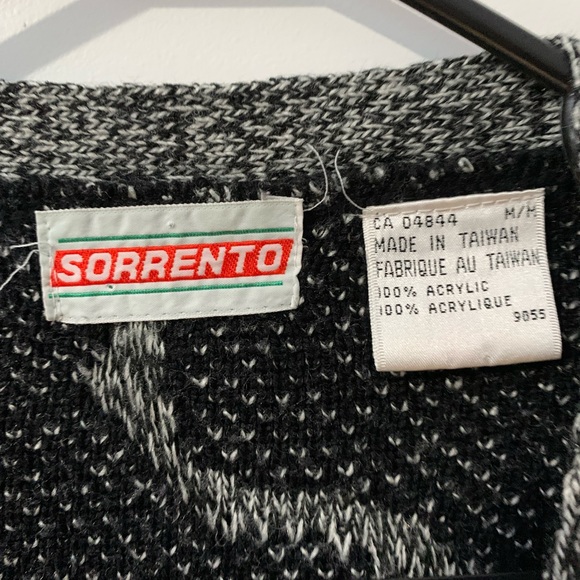 SORRENTO
CA 04844 M/M
MADE IN TAIWAN
FABRIQUE AU TAIWAN
100% ACRYLIC
100% ACRYLIQUE
9055